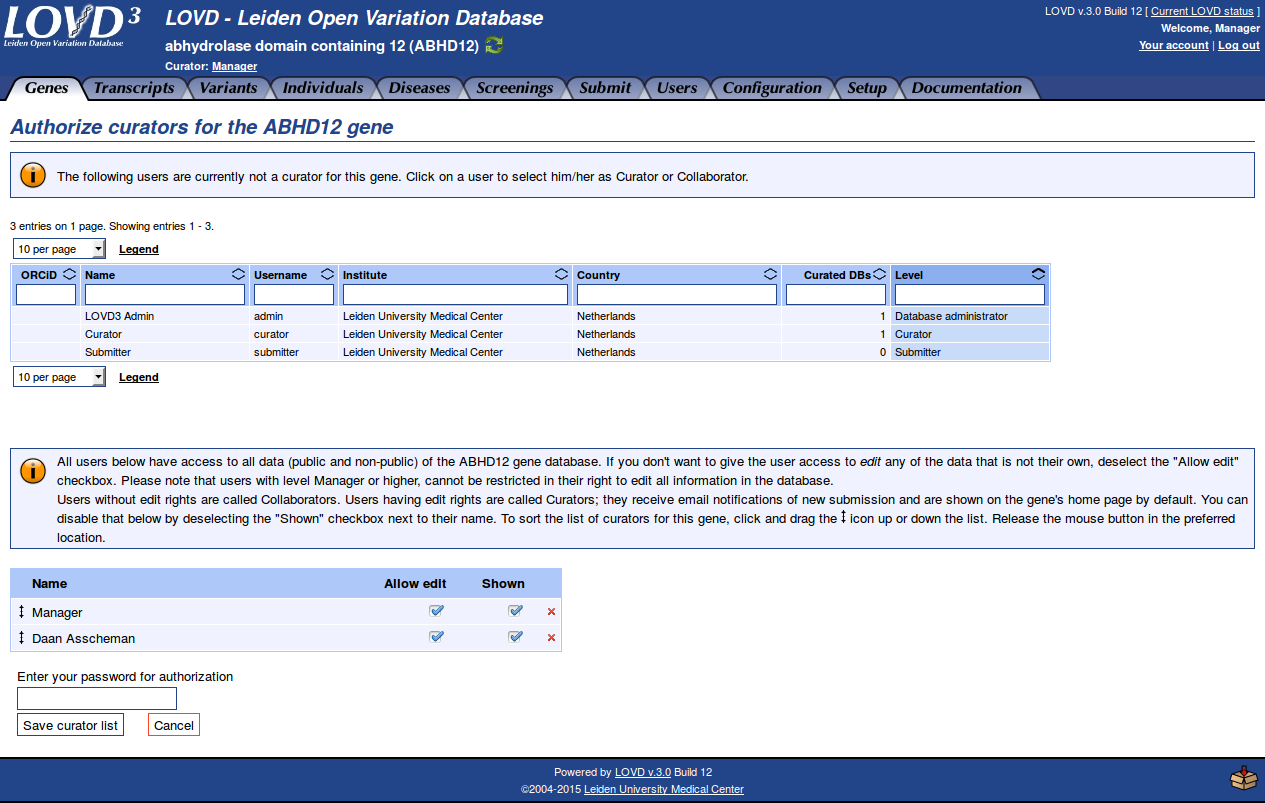 LOVD 3
Leiden Open Variation Database
LOVD - Leiden Open Variation Database
abhydrolase domain containing 12 (ABHD12)
Curator: Manager
LOVD v.3.0 Build 12 [ Current LOVD status ]
Welcome, Manager
Your account | Log out
Genes Transcripts Variants Individuals Diseases Screenings Submit Users Configuration Setup Documentation
Authorize curators for the ABHD12 gene
The following users are currently not a curator for this gene. Click on a user to select him/her as Curator or Collaborator.
3 entries on 1 page. Showing entries 1 - 3.
10 per page Legend
ORCiD Name Username Institute Country Curated DBs Level
LOVD3 Admin admin Leiden University Medical Center Netherlands 1 Database administrator
Curator curator Leiden University Medical Center Netherlands 1 Curator
Submitter submitter Leiden University Medical Center Netherlands 0 Submitter
10 per page Legend
All users below have access to all data (public and non-public) of the ABHD12 gene database. If you don't want to give the user access to edit any of the data that is not their own, deselect the "Allow edit"
checkbox. Please note that users with level Manager or higher, cannot be restricted in their right to edit all information in the database.
Users without edit rights are called Collaborators. Users having edit rights are called Curators; they receive email notifications of new submission and are shown on the gene's home page by default. You can
disable that below by deselecting the "Shown" checkbox next to their name. To sort the list of curators for this gene, click and drag the ↕ icon up or down the list. Release the mouse button in the preferred
location.
Name Allow edit Shown
Manager
Daan Asscheman
Enter your password for authorization
Save curator list Cancel
Powered by LOVD v.3.0 Build 12
©2004-2015 Leiden University Medical Center